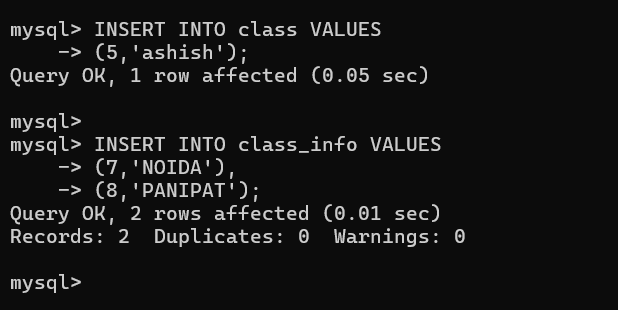 mysql> INSERT INTO class VALUES
    -> (5,'ashish');
Query OK, 1 row affected (0.05 sec)

mysql>
mysql> INSERT INTO class_info VALUES
    -> (7,'NOIDA'),
    -> (8,'PANIPAT');
Query OK, 2 rows affected (0.01 sec)
Records: 2  Duplicates: 0  Warnings: 0

mysql>